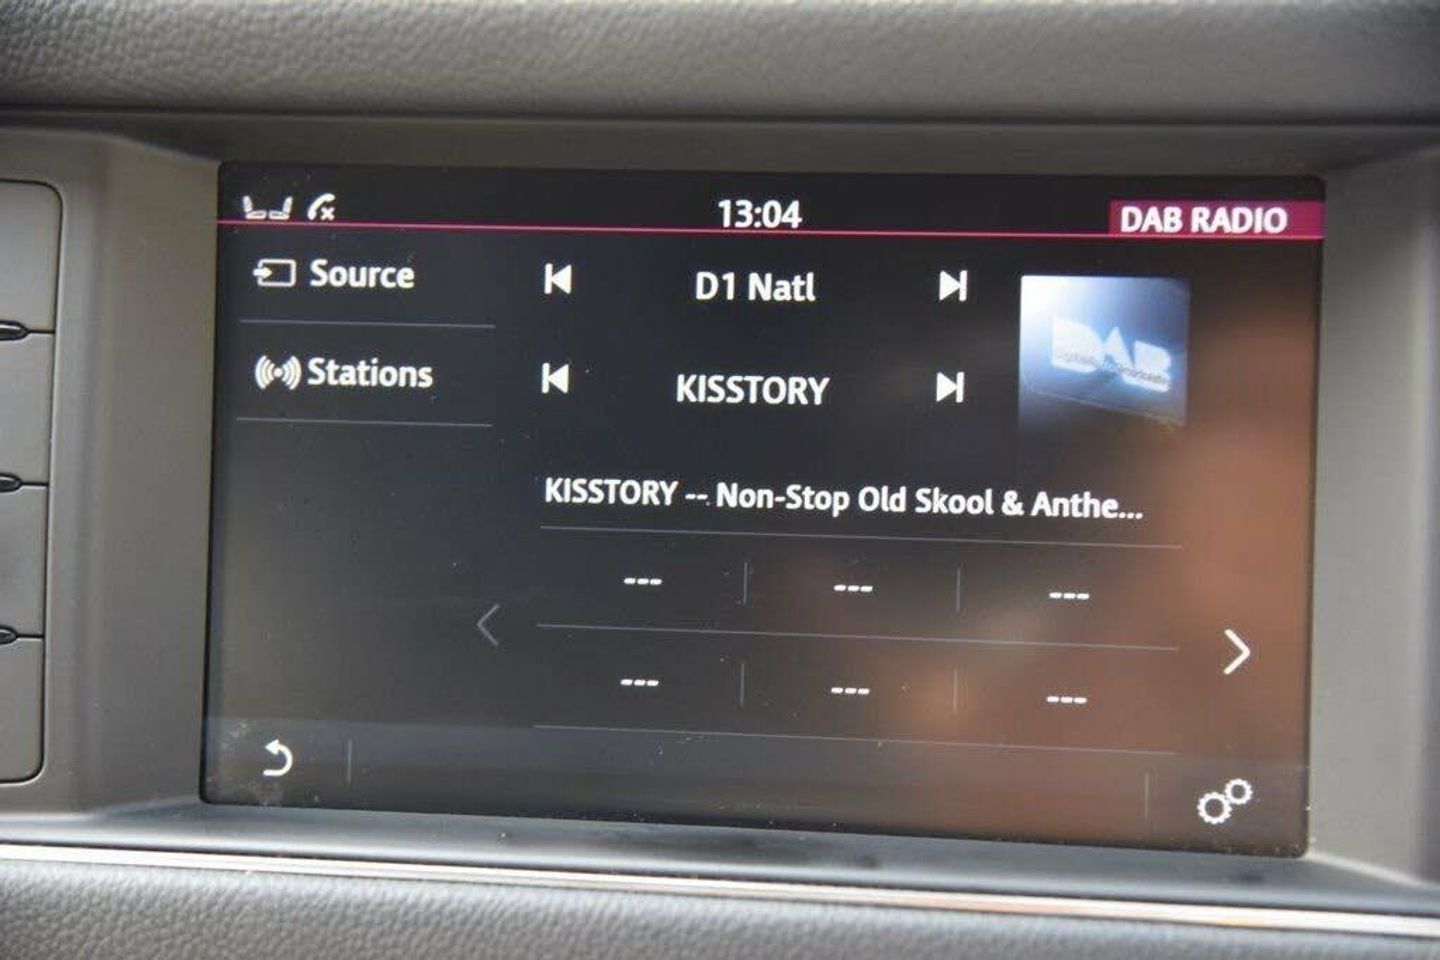 13:04
DAB RADIO
Source
D1 Natl
DAB
Stations
KISSTORY
KISSTORY -- Non-Stop Old Skool & Anthe...
--- --- ---
--- --- ---